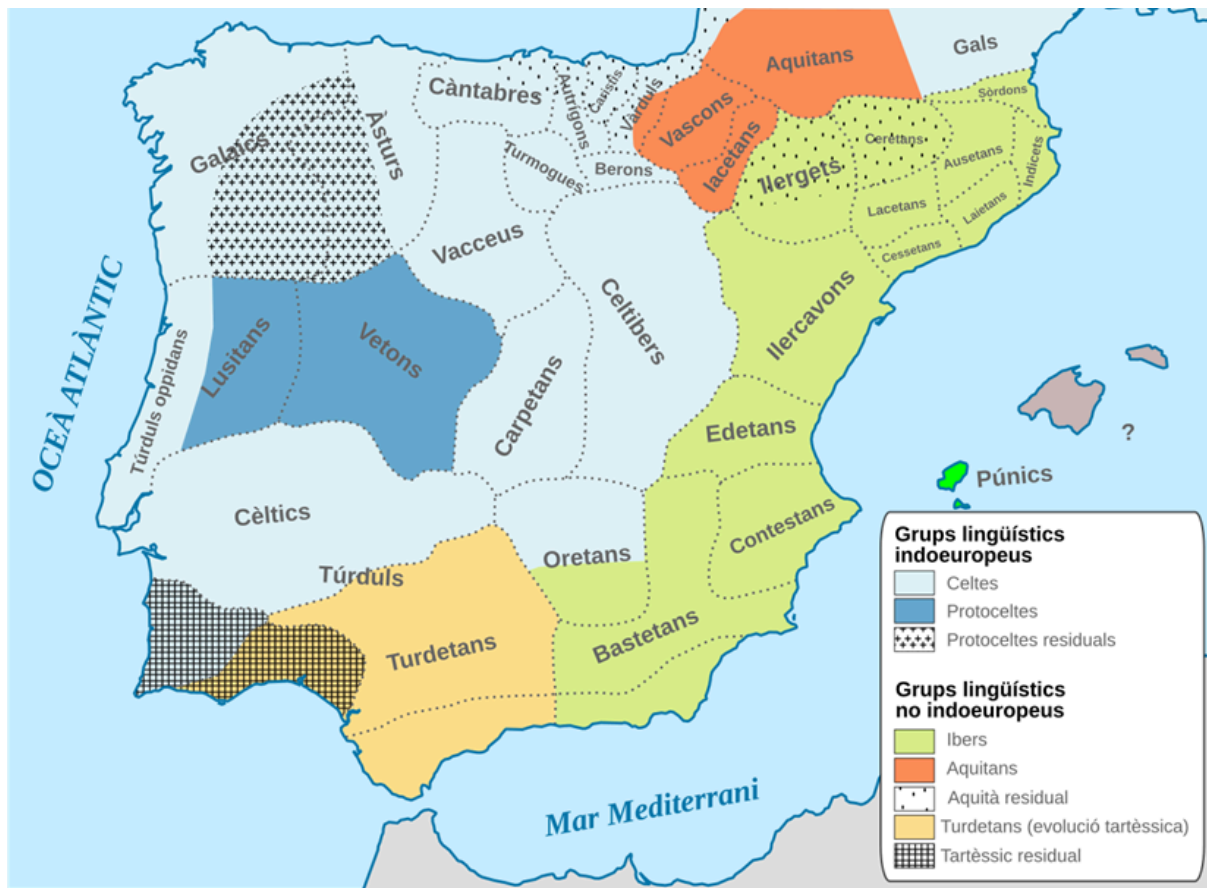 Gals
Aquitans
Càntabres
Autrígons
Caristis
Vàrduls
Vascons
Iacetans
Sòrdons
Ceretans
Ilergets
Ausetans
Indicets
Galaics
Àsturs
Turmogues
Berons
Lacetans
Laietans
Cessetans
Vacceus
Celtibers
Ilercavons
OCEÀ ATLÀNTIC
Túrduls oppidans
Lusitans
Vetons
Carpetans
Edetans
?
Púnics
Cèltics
Contestans
Oretans
Túrduls
Turdetans
Bastetans
Mar Mediterrani
Grups lingüístics
indoeuropeus
Celtes
Protoceltes
Protoceltes residuals
Grups lingüístics
no indoeuropeus
Ibers
Aquitans
Aquità residual
Turdetans (evolució tartèssica)
Tartèssic residual